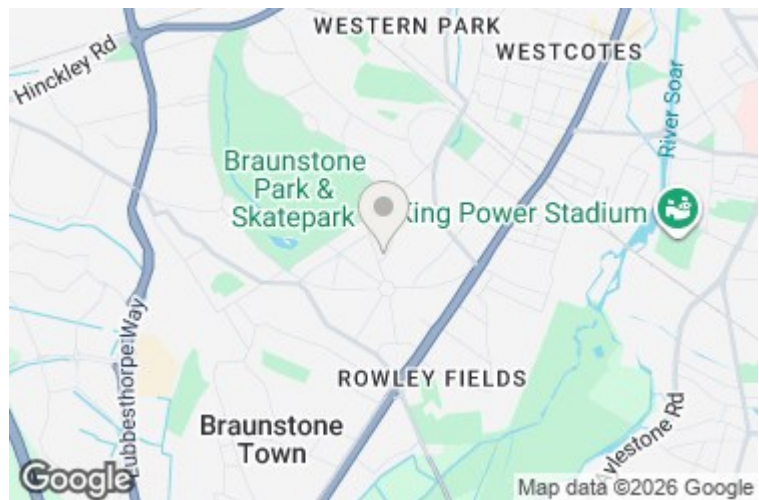 WESTERN PARK
WESTCOTES
Hinckley Rd
River Soar
Braunstone
Park &
Skatepark
King Power Stadium
Lubbesthorpe Way
ROWLEY FIELDS
Braunstone
Town
Aylestone Rd
Google
Map data ©2026 Google